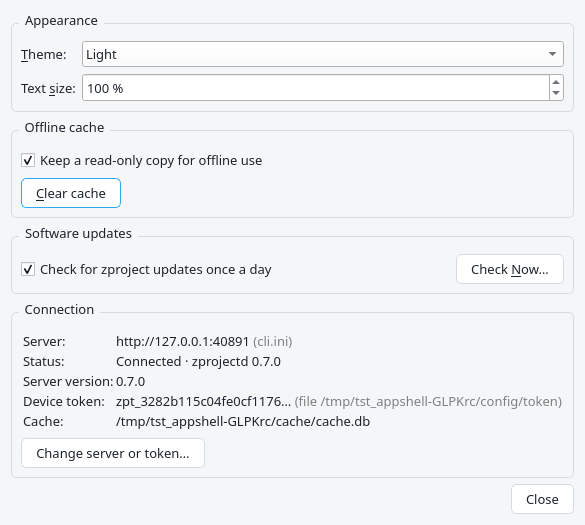 Appearance
Theme: Light
Text size: 100 %
Offline cache
Keep a read-only copy for offline use
Clear cache
Software updates
Check for zproject updates once a day Check Now...
Connection
Server: http://127.0.0.1:40891 (cli.ini)
Status: Connected · zprojectd 0.7.0
Server version: 0.7.0
Device token: zpt_3282b115c04fe0cf1176... (file /tmp/tst_appshell-GLPKrc/config/token)
Cache: /tmp/tst_appshell-GLPKrc/cache/cache.db
Change server or token...
Close